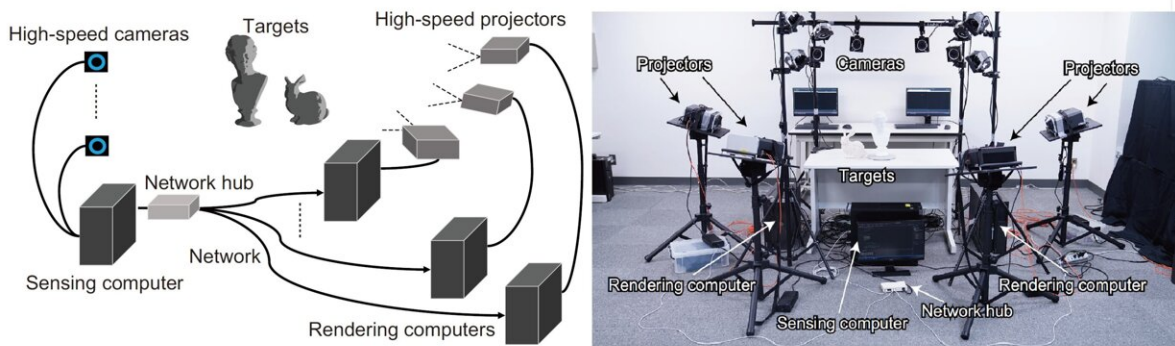 High-speed cameras
Targets
High-speed projectors
Network hub
Network
Sensing computer
Rendering computers
Projectors
Cameras
Projectors
Targets
Rendering computer
Sensing computer
Network hub
Rendering computer